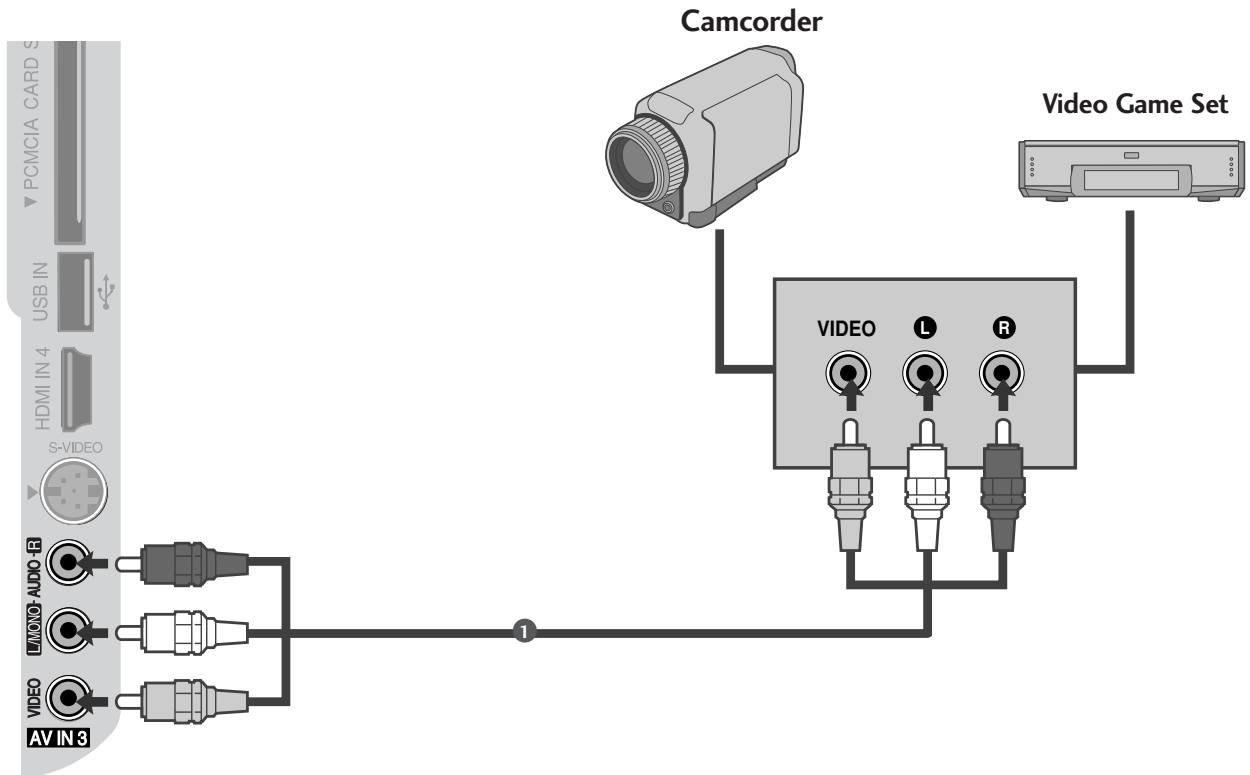 Camcorder
Video Game Set
PCMCIA CARD
USB IN
HDMI IN 4
S-VIDEO
VIDEO L R
L/MONO-AUDIO-R
VIDEO
AV IN 3
1